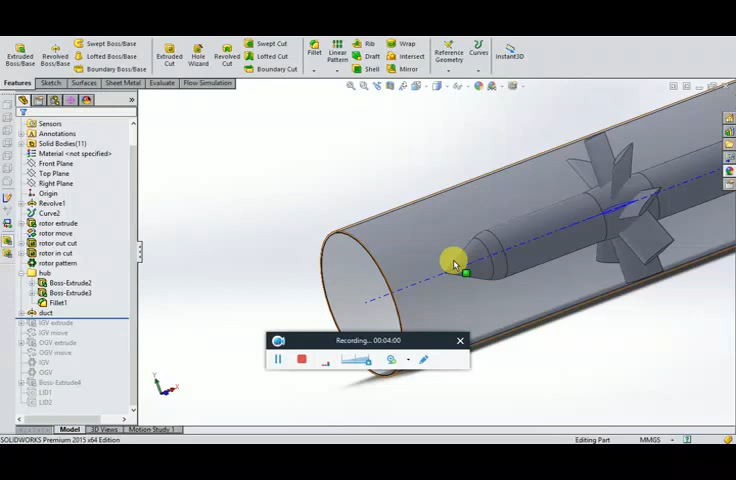 Extruded Boss/Base
Revolved Boss/Base
Swept Boss/Base
Lofted Boss/Base
Boundary Boss/Base
Extruded Cut
Hole Wizard
Revolved Cut
Swept Cut
Lofted Cut
Boundary Cut
Fillet
Linear Pattern
Rib
Draft
Shell
Wrap
Intersect
Mirror
Reference Geometry
Curves
Instant3D
Features Sketch Surfaces Sheet Metal Evaluate Flow Simulation
Sensors
Annotations
Solid Bodies(11)
Material <not specified>
Front Plane
Top Plane
Right Plane
Origin
Revolve1
Curve2
rotor extrude
rotor move
rotor out cut
rotor in cut
rotor pattern
hub
Boss-Extrude2
Boss-Extrude3
Fillet1
duct
IGV extrude
IGV move
OGV extrude
OGV move
IGV
OGV
Boss-Extrude4
LID1
LID2
Recording... 00:04:00
Y
X
Model 3D Views Motion Study 1
SOLIDWORKS Premium 2015 x64 Edition
Editing Part
MMGS